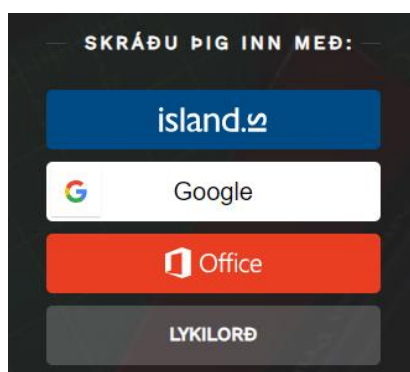 SKRÁÐU ÞIG INN MEÐ:
island.is
Google
Office
LYKILORÐ